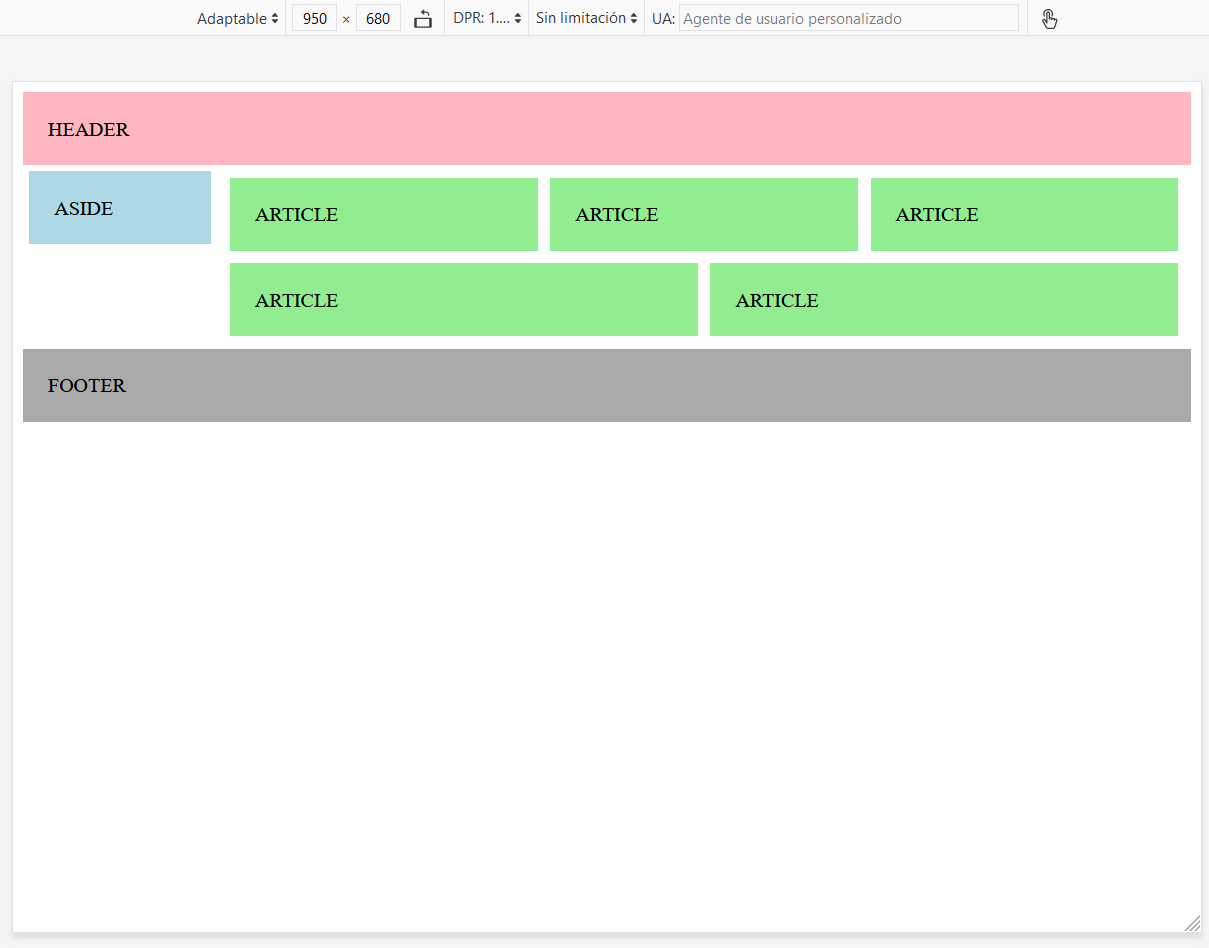 Adaptable 950 × 680 DPR: 1.... Sin limitación UA: Agente de usuario personalizado
HEADER
ASIDE
ARTICLE ARTICLE ARTICLE
ARTICLE ARTICLE
FOOTER